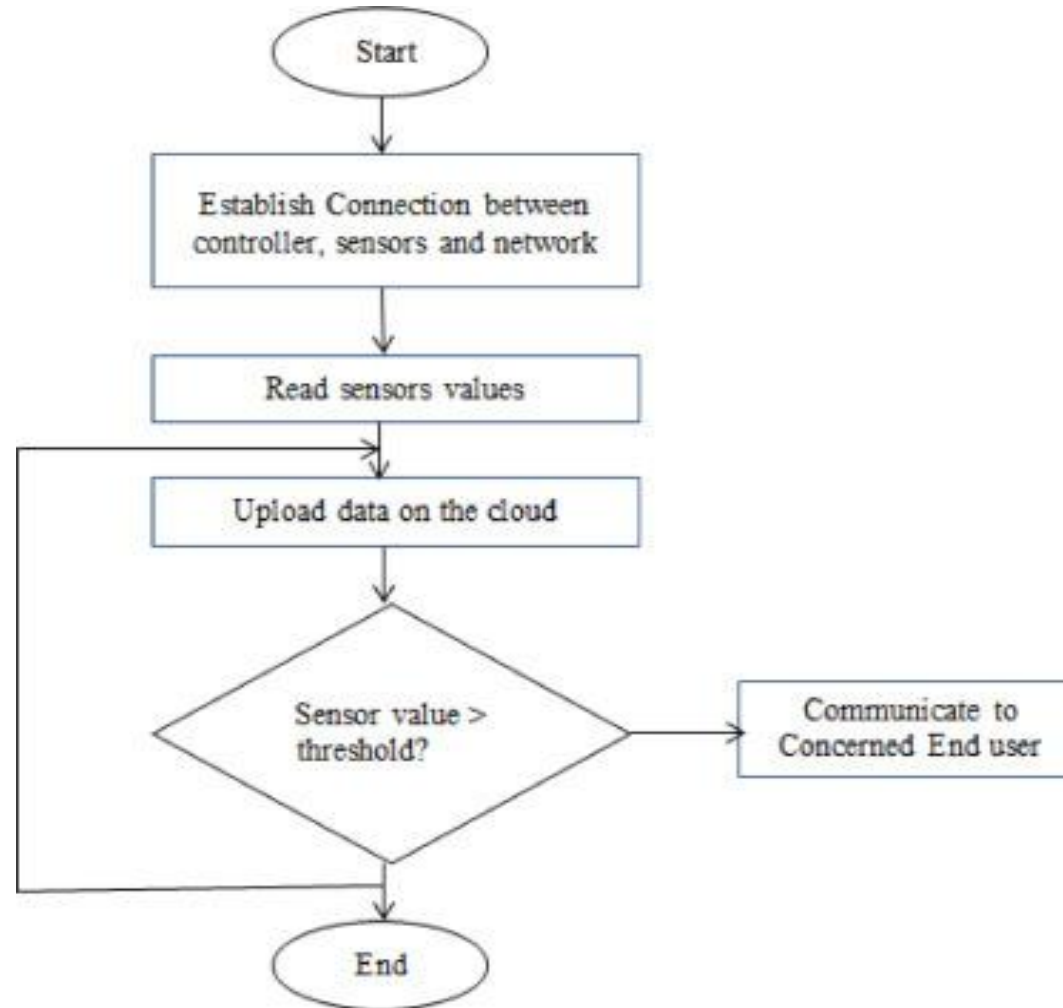 Start
Establish Connection between
controller, sensors and network
Read sensors values
Upload data on the cloud
Sensor value >
threshold?
Communicate to
Concerned End user
End